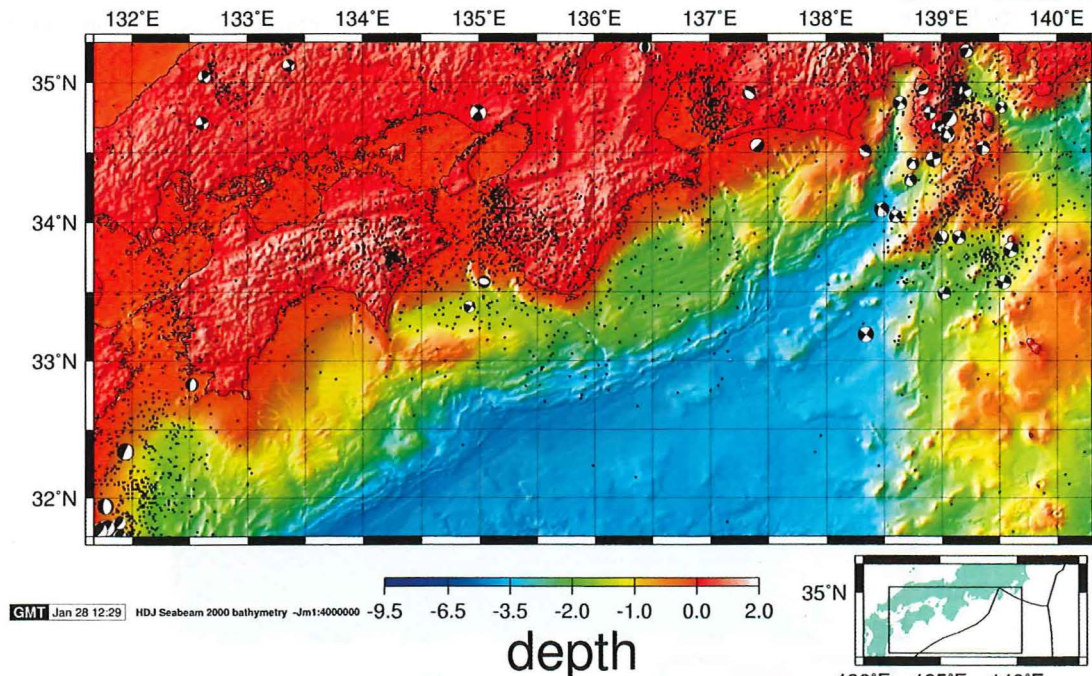 132°E 133°E 134°E 135°E 136°E 137°E 138°E 139°E 140°E
35°N
34°N
33°N
32°N
35°N
GMT Jan 28 12:29 HDJ Seabeam 2000 bathymetry -Jm1:4000000
-9.5 -6.5 -3.5 -2.0 -1.0 0.0 2.0
depth